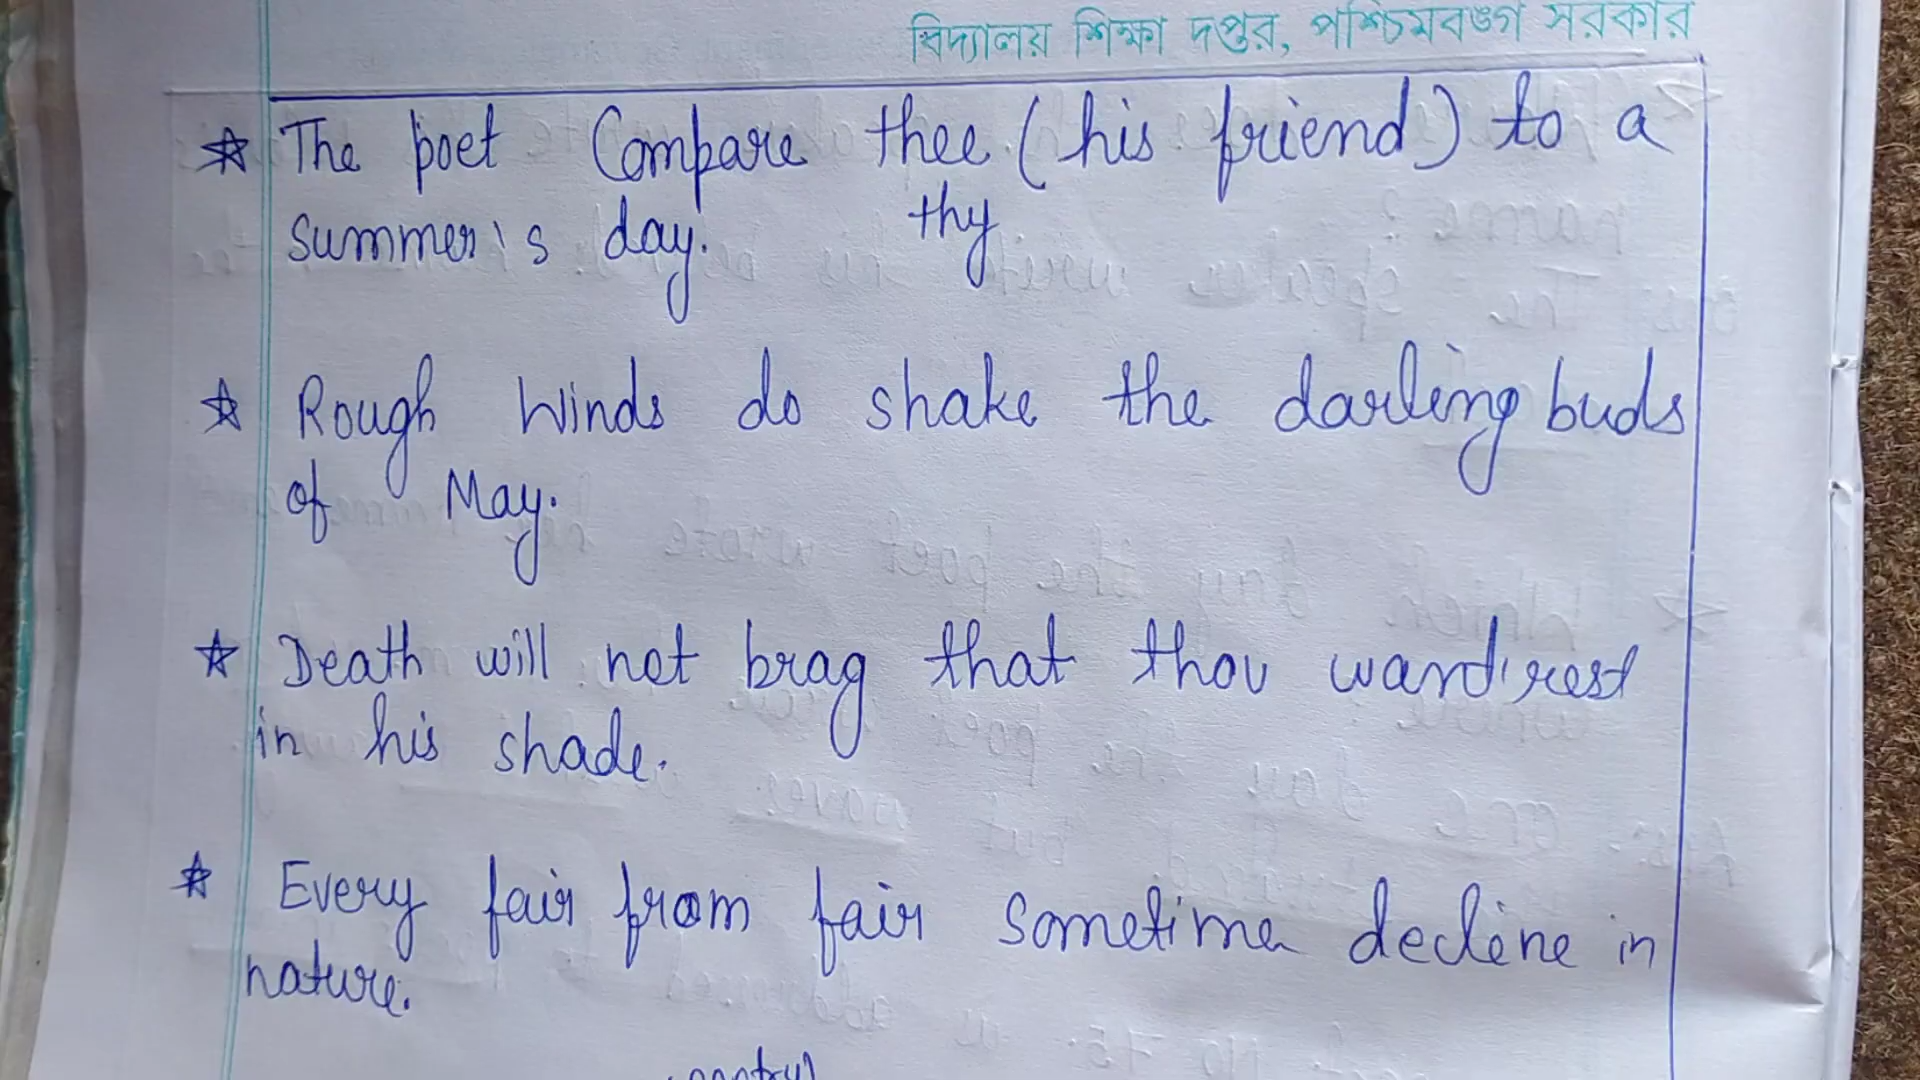 বিদ্যালয় শিক্ষা দপ্তর, পশ্চিমবঙ্গ সরকার
☆ The poet Compare thee (his friend) to a
summer's day. thy
☆ Rough Winds do shake the darling buds
of May.
☆ Death will not brag that thou wand'rest
in his shade.
☆ Every fair from fair sometime decline in
nature.